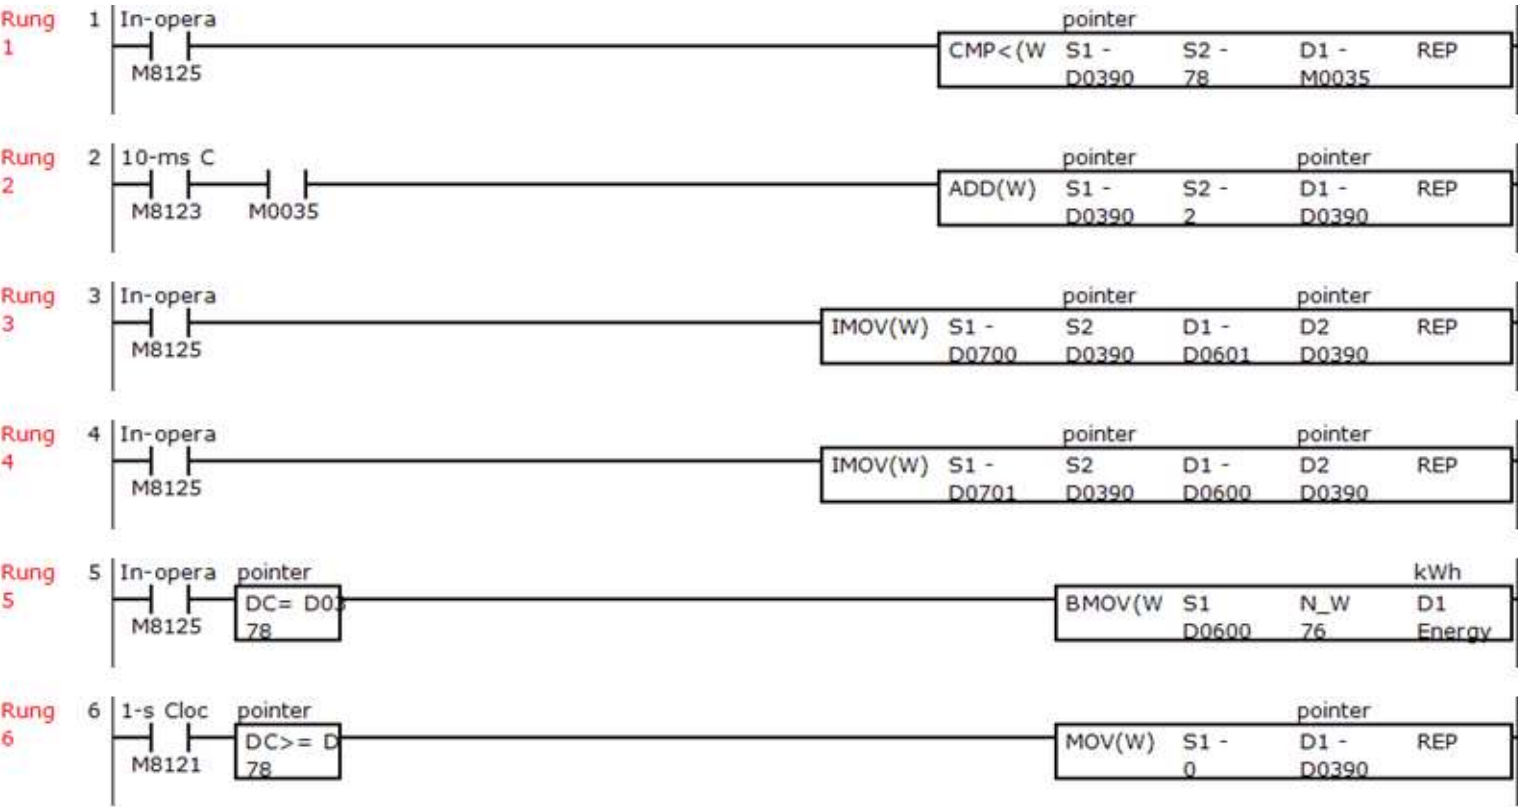 Rung 1 In-opera pointer
1 CMP<(W S1 - S2 - D1 - REP
M8125 D0390 78 M0035
Rung 2 10-ms C pointer pointer
2 ADD(W) S1 - S2 - D1 - REP
M8123 M0035 D0390 2 D0390
Rung 3 In-opera pointer pointer
3 IMOV(W) S1 - S2 D1 - D2 REP
M8125 D0700 D0390 D0601 D0390
Rung 4 In-opera pointer pointer
4 IMOV(W) S1 - S2 D1 - D2 REP
M8125 D0701 D0390 D0600 D0390
Rung 5 In-opera pointer kWh
5 DC= D03 BMOV(W S1 N_W D1
M8125 78 D0600 76 Energy
Rung 6 1-s Cloc pointer pointer
6 DC>= D MOV(W) S1 - D1 - REP
M8121 78 0 D0390